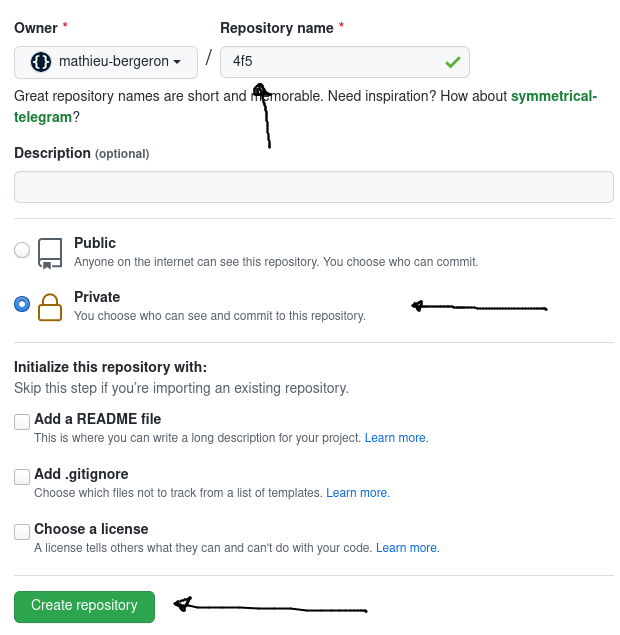 Owner * Repository name *
mathieu-bergeron / 4f5
Great repository names are short and memorable. Need inspiration? How about symmetrical-
telegram?
Description (optional)
Public
Anyone on the internet can see this repository. You choose who can commit.
Private
You choose who can see and commit to this repository.
Initialize this repository with:
Skip this step if you’re importing an existing repository.
Add a README file
This is where you can write a long description for your project. Learn more.
Add .gitignore
Choose which files not to track from a list of templates. Learn more.
Choose a license
A license tells others what they can and can't do with your code. Learn more.
Create repository